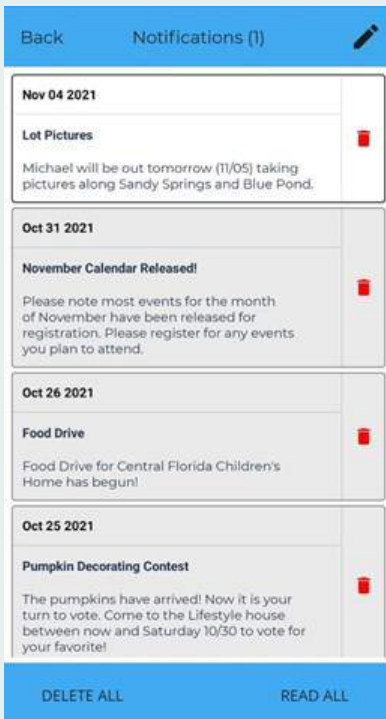 Back Notifications (1)
Nov 04 2021
Lot Pictures
Michael will be out tomorrow (11/05) taking
pictures along Sandy Springs and Blue Pond.
Oct 31 2021
November Calendar Released!
Please note most events for the month
of November have been released for
registration. Please register for any events
you plan to attend.
Oct 26 2021
Food Drive
Food Drive for Central Florida Children's
Home has begun!
Oct 25 2021
Pumpkin Decorating Contest
The pumpkins have arrived! Now it is your
turn to vote. Come to the Lifestyle house
between now and Saturday 10/30 to vote for
your favorite!
DELETE ALL READ ALL